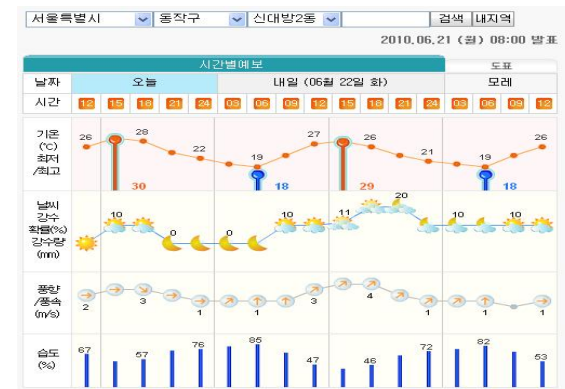 서울특별시 동작구 신대방2동 검색 내지역
2010.06.21 (월) 08:00 발표
시간별예보 도표
날짜 오늘 내일 (06월 22일 화) 모레
시간 12 15 18 21 24 03 06 09 12 15 18 21 24 03 06 09 12
기온 26 28 22 19 27 26 21 19 26
(℃)
최저
/최고
30 18 29 18
날씨
강수 10 0 0 10 11 20 10 10
확률(%)
강수량
(mm)
풍향
/풍속 2 3 1 1 3 4 1 1 1
(m/s)
습도 67 57 76 85 47 46 72 82 53
(%)